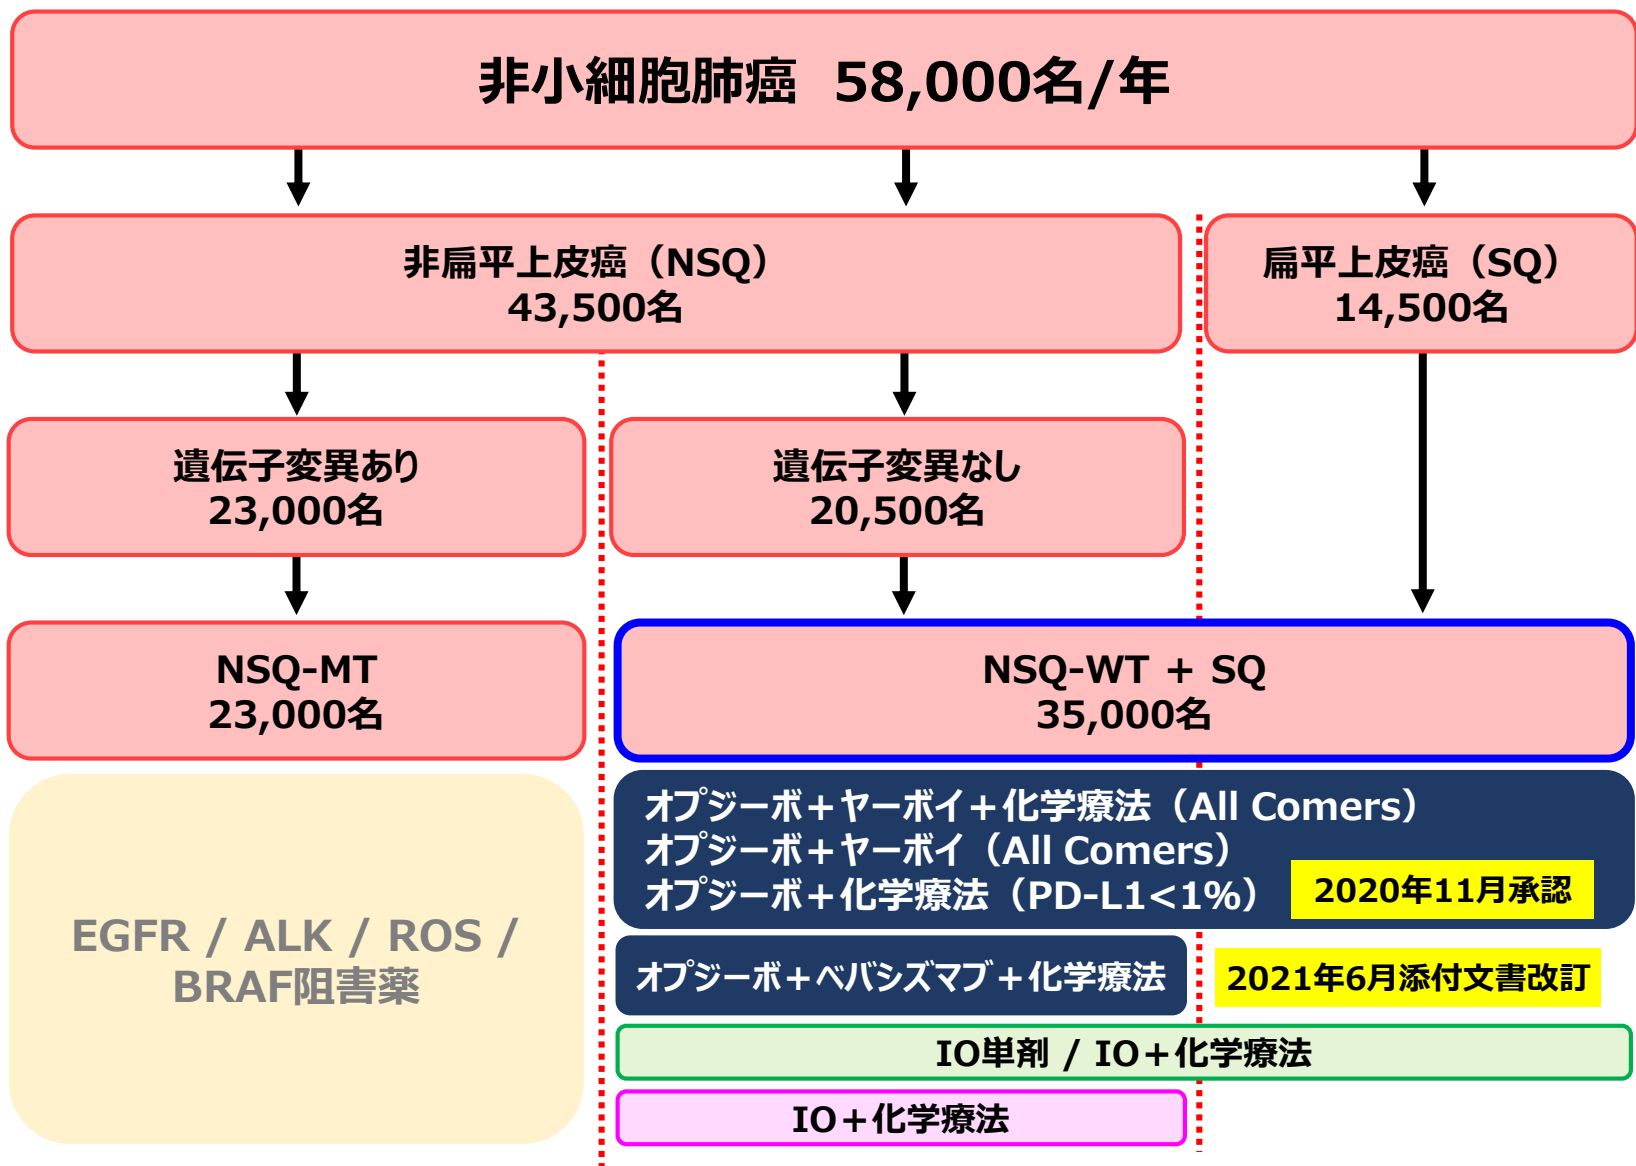 非小細胞肺癌 58,000名/年
非扁平上皮癌（NSQ）
43,500名
扁平上皮癌（SQ）
14,500名
遺伝子変異あり
23,000名
遺伝子変異なし
20,500名
NSQ-MT
23,000名
NSQ-WT + SQ
35,000名
オプジーボ＋ヤーボイ＋化学療法（All Comers）
オプジーボ＋ヤーボイ（All Comers）
オプジーボ＋化学療法（PD-L1<1%）
2020年11月承認
EGFR / ALK / ROS /
BRAF阻害薬
オプジーボ＋ベバシズマブ＋化学療法
2021年6月添付文書改訂
IO単剤 / IO＋化学療法
IO＋化学療法